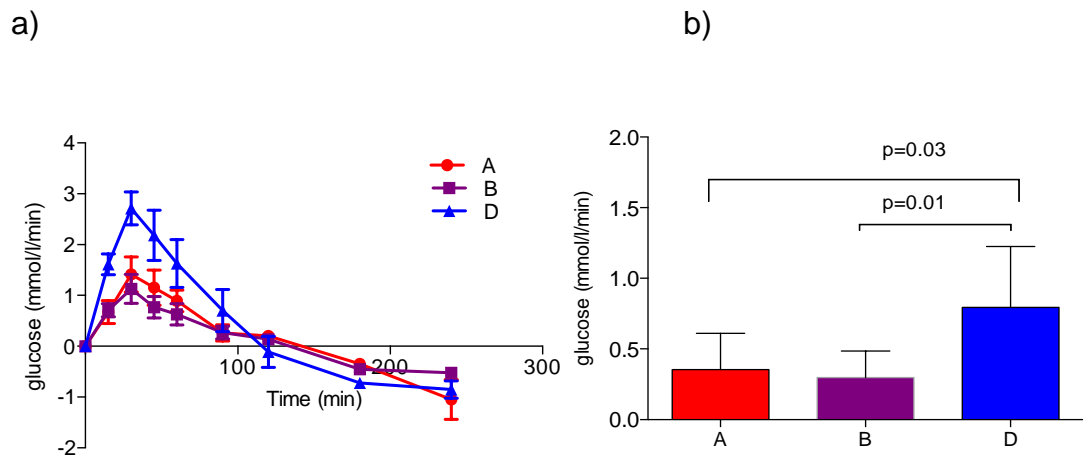 a)
b)
glucose (mmol/l/min)
4
3
2
1
0
-1
-2
100
200
300
Time (min)
A
B
D
glucose (mmol/l/min)
2.0
1.5
1.0
0.5
0.0
p=0.03
p=0.01
A
B
D